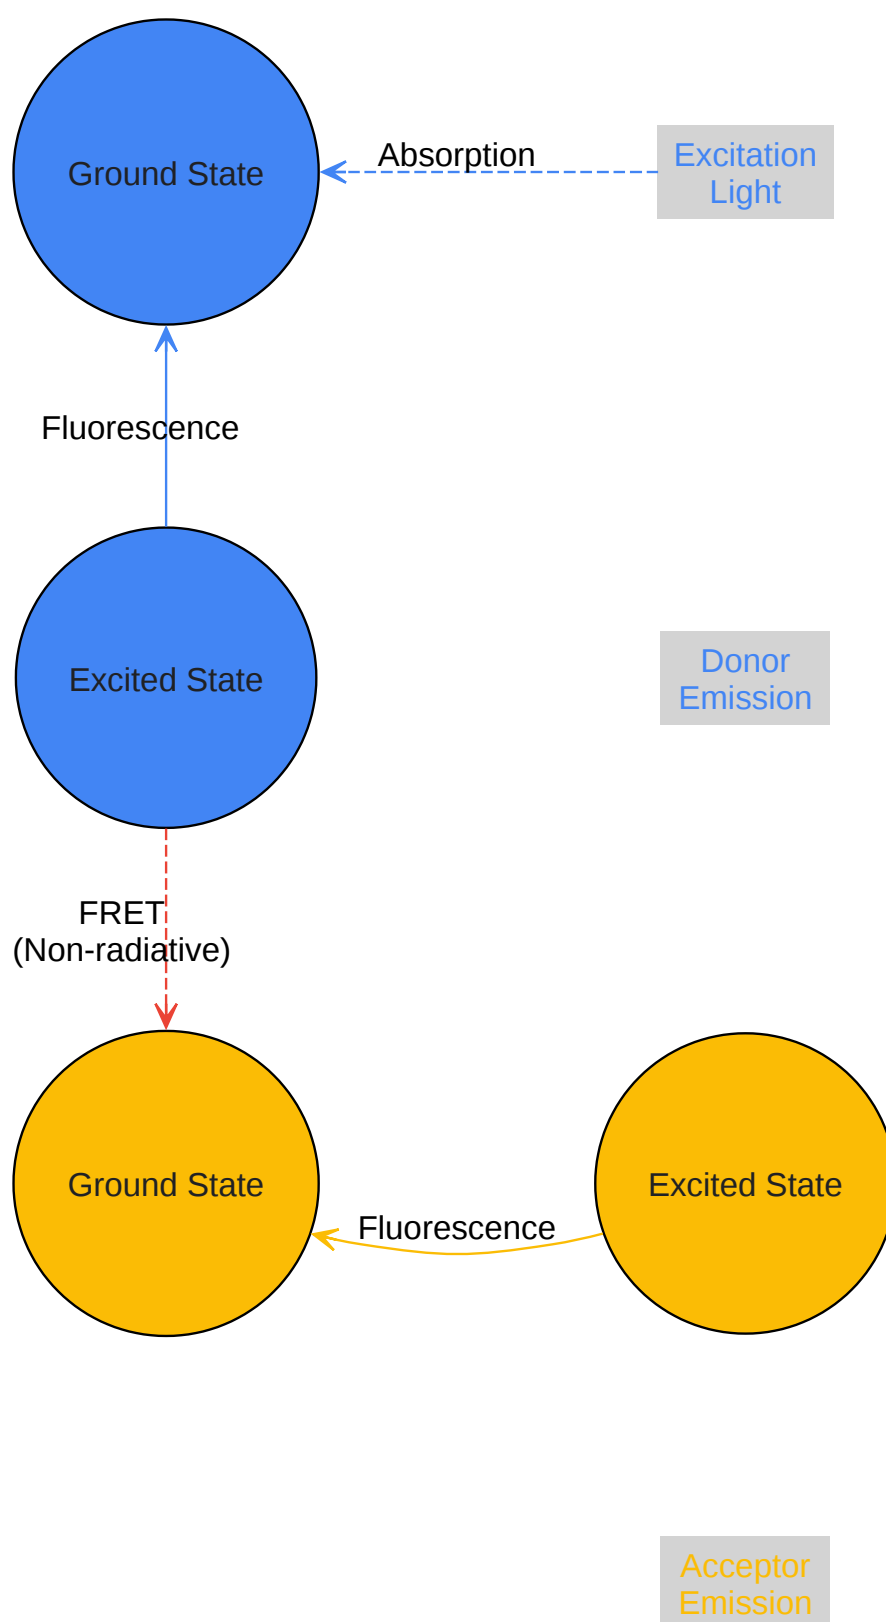 Ground State
Absorption
Excitation
Light
Fluorescence
Excited State
Donor
Emission
FRET
(Non-radiative)
Ground State
Fluorescence
Excited State
Acceptor
Emission